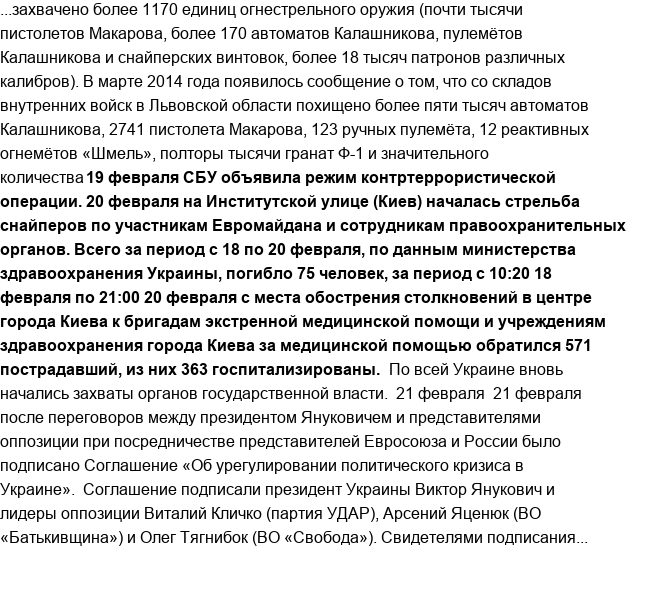 ...захвачено более 1170 единиц огнестрельного оружия (почти тысячи
пистолетов Макарова, более 170 автоматов Калашникова, пулемётов
Калашникова и снайперских винтовок, более 18 тысяч патронов различных
калибров). В марте 2014 года появилось сообщение о том, что со складов
внутренних войск в Львовской области похищено более пяти тысяч автоматов
Калашникова, 2741 пистолета Макарова, 123 ручных пулемёта, 12 реактивных
огнемётов «Шмель», полторы тысячи гранат Ф-1 и значительного
количества 19 февраля СБУ объявила режим контртеррористической
операции. 20 февраля на Институтской улице (Киев) началась стрельба
снайперов по участникам Евромайдана и сотрудникам правоохранительных
органов. Всего за период с 18 по 20 февраля, по данным министерства
здравоохранения Украины, погибло 75 человек, за период с 10:20 18
февраля по 21:00 20 февраля с места обострения столкновений в центре
города Киева к бригадам экстренной медицинской помощи и учреждениям
здравоохранения города Киева за медицинской помощью обратился 571
пострадавший, из них 363 госпитализированы.  По всей Украине вновь
начались захваты органов государственной власти.  21 февраля  21 февраля
после переговоров между президентом Януковичем и представителями
оппозиции при посредничестве представителей Евросоюза и России было
подписано Соглашение «Об урегулировании политического кризиса в
Украине».  Соглашение подписали президент Украины Виктор Янукович и
лидеры оппозиции Виталий Кличко (партия УДАР), Арсений Яценюк (ВО
«Батькивщина») и Олег Тягнибок (ВО «Свобода»). Свидетелями подписания...